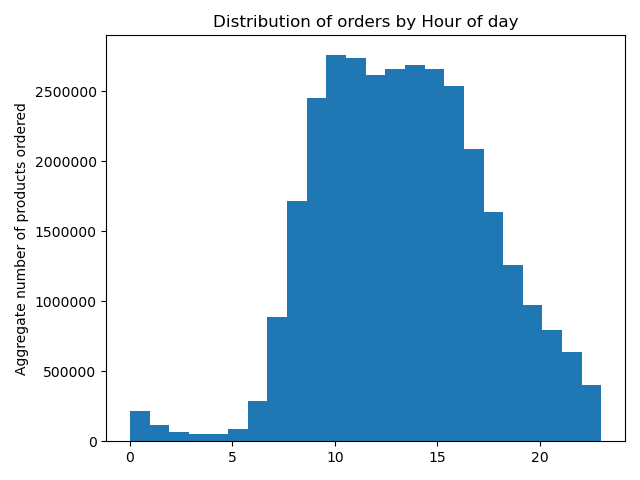 Distribution of orders by Hour of day
Aggregate number of products ordered
2500000
2000000
1500000
1000000
500000
0
0 5 10 15 20